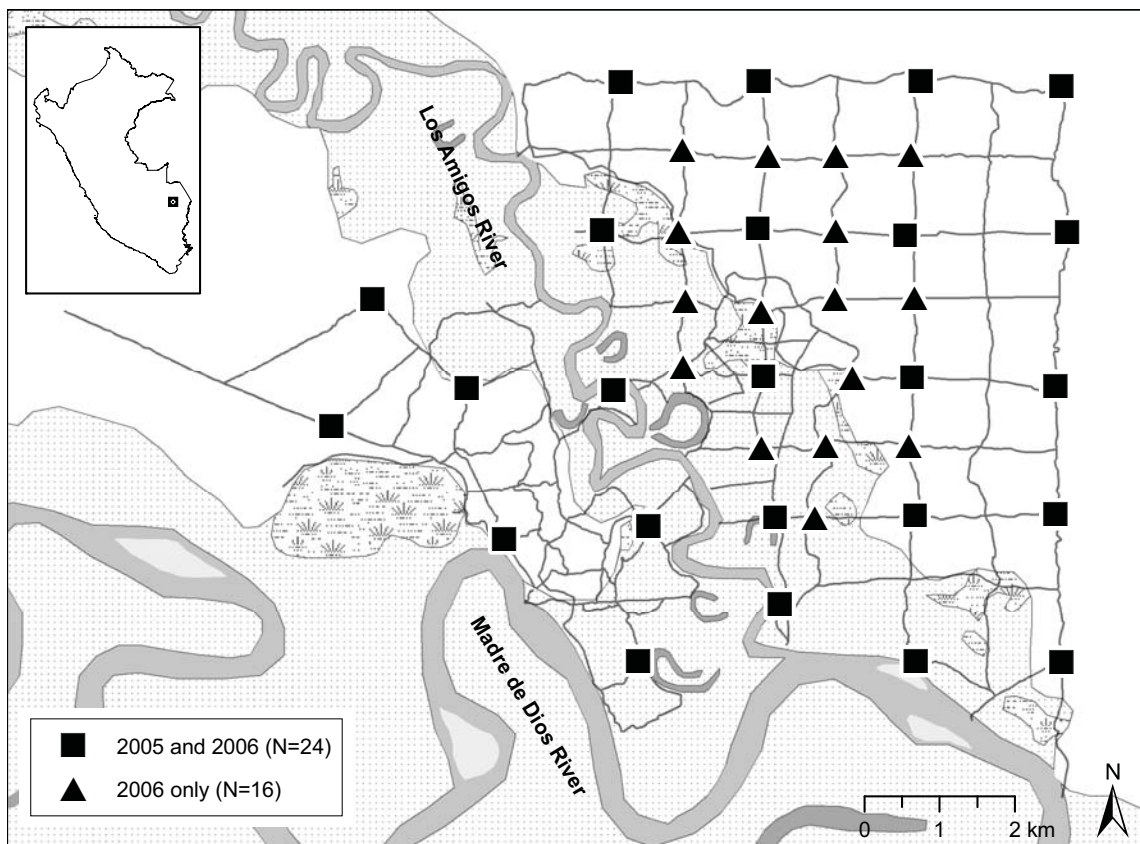 Los Amigos River
Madre de Dios River
2005 and 2006 (N=24)
2006 only (N=16)
0 1 2 km
N